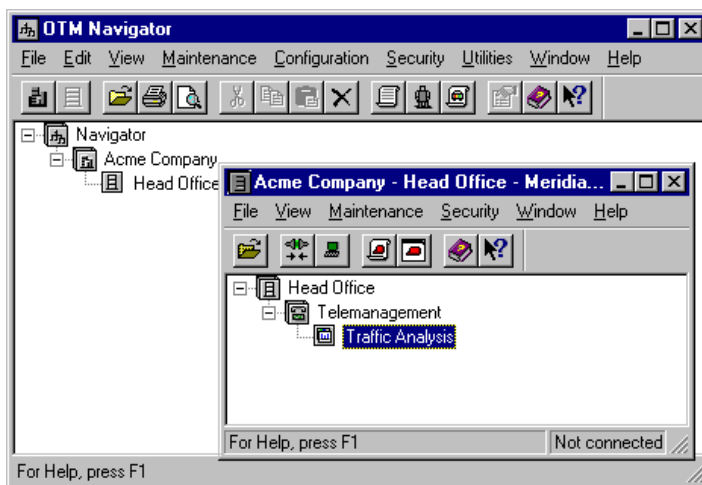 OTM Navigator
File Edit View Maintenance Configuration Security Utilities Window Help
Navigator
Acme Company
Head Office
Acme Company - Head Office - Meridia...
File View Maintenance Security Window Help
Head Office
Telemanagement
Traffic Analysis
For Help, press F1 Not connected
For Help, press F1